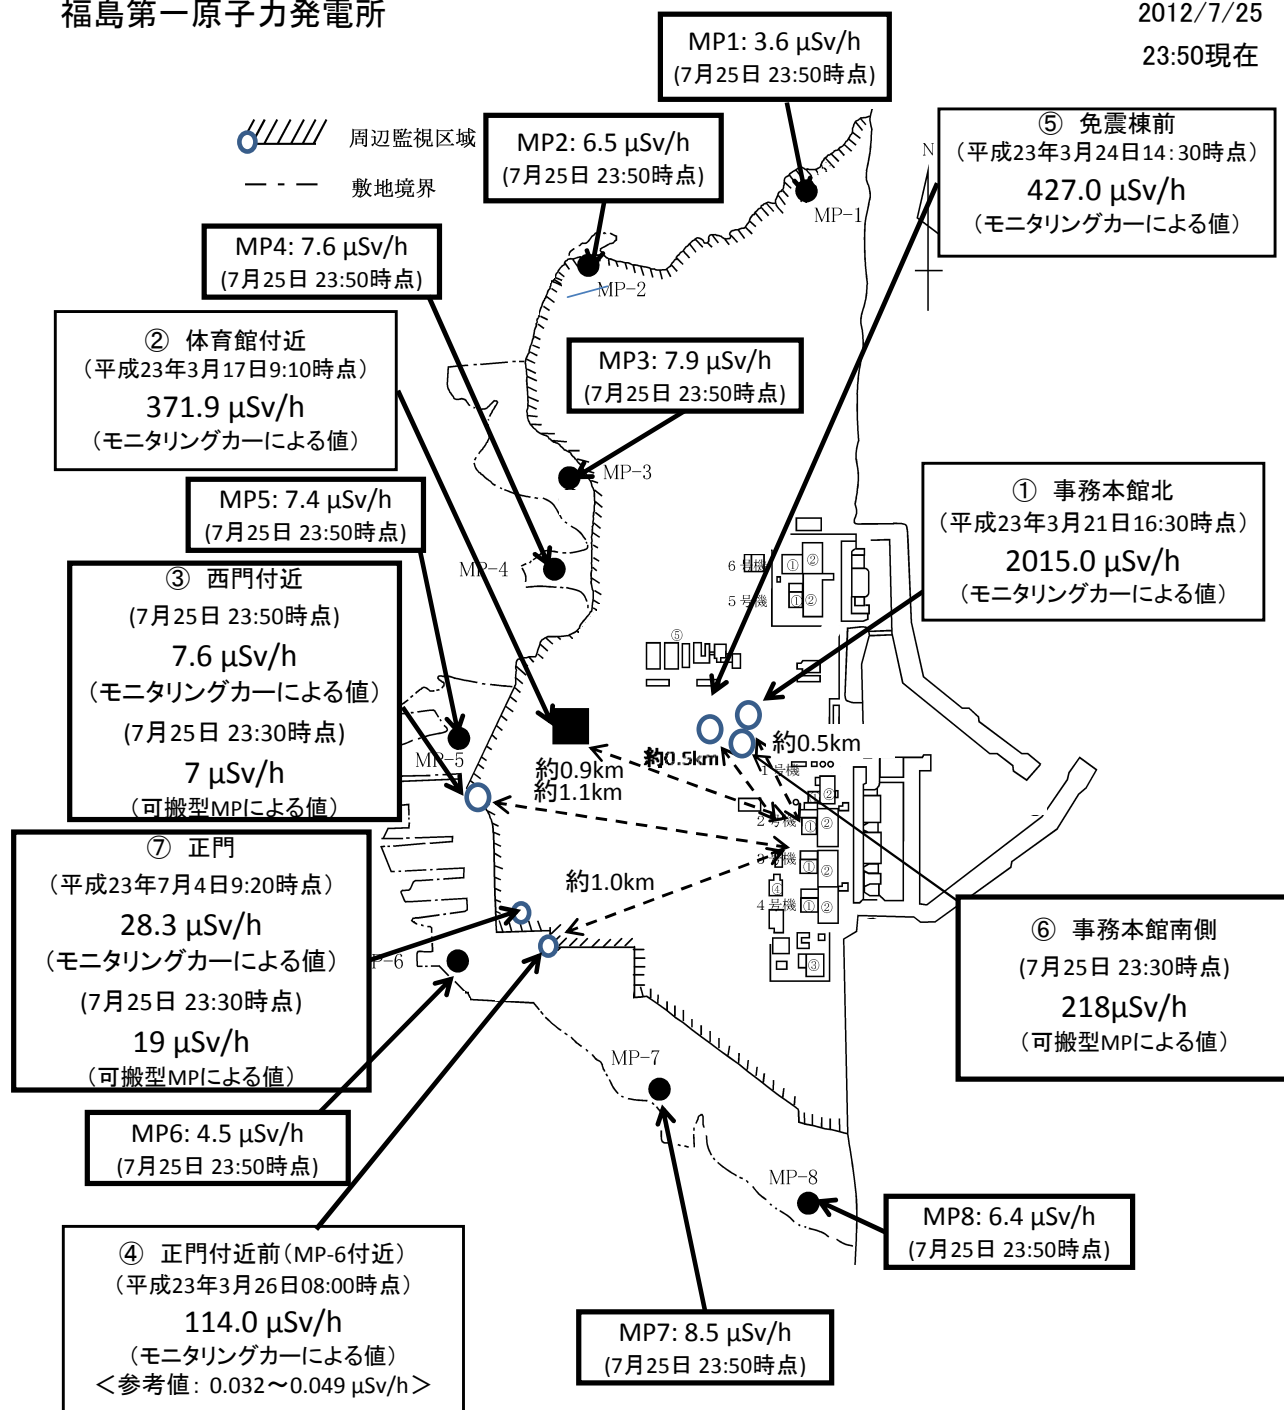 福島第一原子力発電所
2012/7/25
23:50現在
周辺監視区域
敷地境界
N
MP1: 3.6 μSv/h
(7月25日 23:50時点)
MP-1
MP2: 6.5 μSv/h
(7月25日 23:50時点)
MP-2
⑤ 免震棟前
（平成23年3月24日14:30時点）
427.0 μSv/h
（モニタリングカーによる値）
MP4: 7.6 μSv/h
(7月25日 23:50時点)
② 体育館付近
（平成23年3月17日9:10時点）
371.9 μSv/h
（モニタリングカーによる値）
MP3: 7.9 μSv/h
(7月25日 23:50時点)
MP-3
MP5: 7.4 μSv/h
(7月25日 23:50時点)
MP-4
① 事務本館北
（平成23年3月21日16:30時点）
2015.0 μSv/h
（モニタリングカーによる値）
③ 西門付近
(7月25日 23:50時点)
7.6 μSv/h
（モニタリングカーによる値）
(7月25日 23:30時点)
7 μSv/h
（可搬型MPによる値）
MP-5
6号機
① ②
5号機
① ②
⑤
約0.5km
約0.5km
約0.9km
約1.1km
1号機
① ②
2号機
① ②
3号機
① ②
④
4号機
① ②
③
約1.0km
⑦ 正門
（平成23年7月4日9:20時点）
28.3 μSv/h
（モニタリングカーによる値）
(7月25日 23:30時点)
19 μSv/h
（可搬型MPによる値）
P-6
⑥ 事務本館南側
(7月25日 23:30時点)
218μSv/h
（可搬型MPによる値）
MP-7
MP6: 4.5 μSv/h
(7月25日 23:50時点)
MP-8
MP8: 6.4 μSv/h
(7月25日 23:50時点)
④ 正門付近前（MP-6付近）
（平成23年3月26日08:00時点）
114.0 μSv/h
（モニタリングカーによる値）
＜参考値： 0.032～0.049 μSv/h＞
MP7: 8.5 μSv/h
(7月25日 23:50時点)